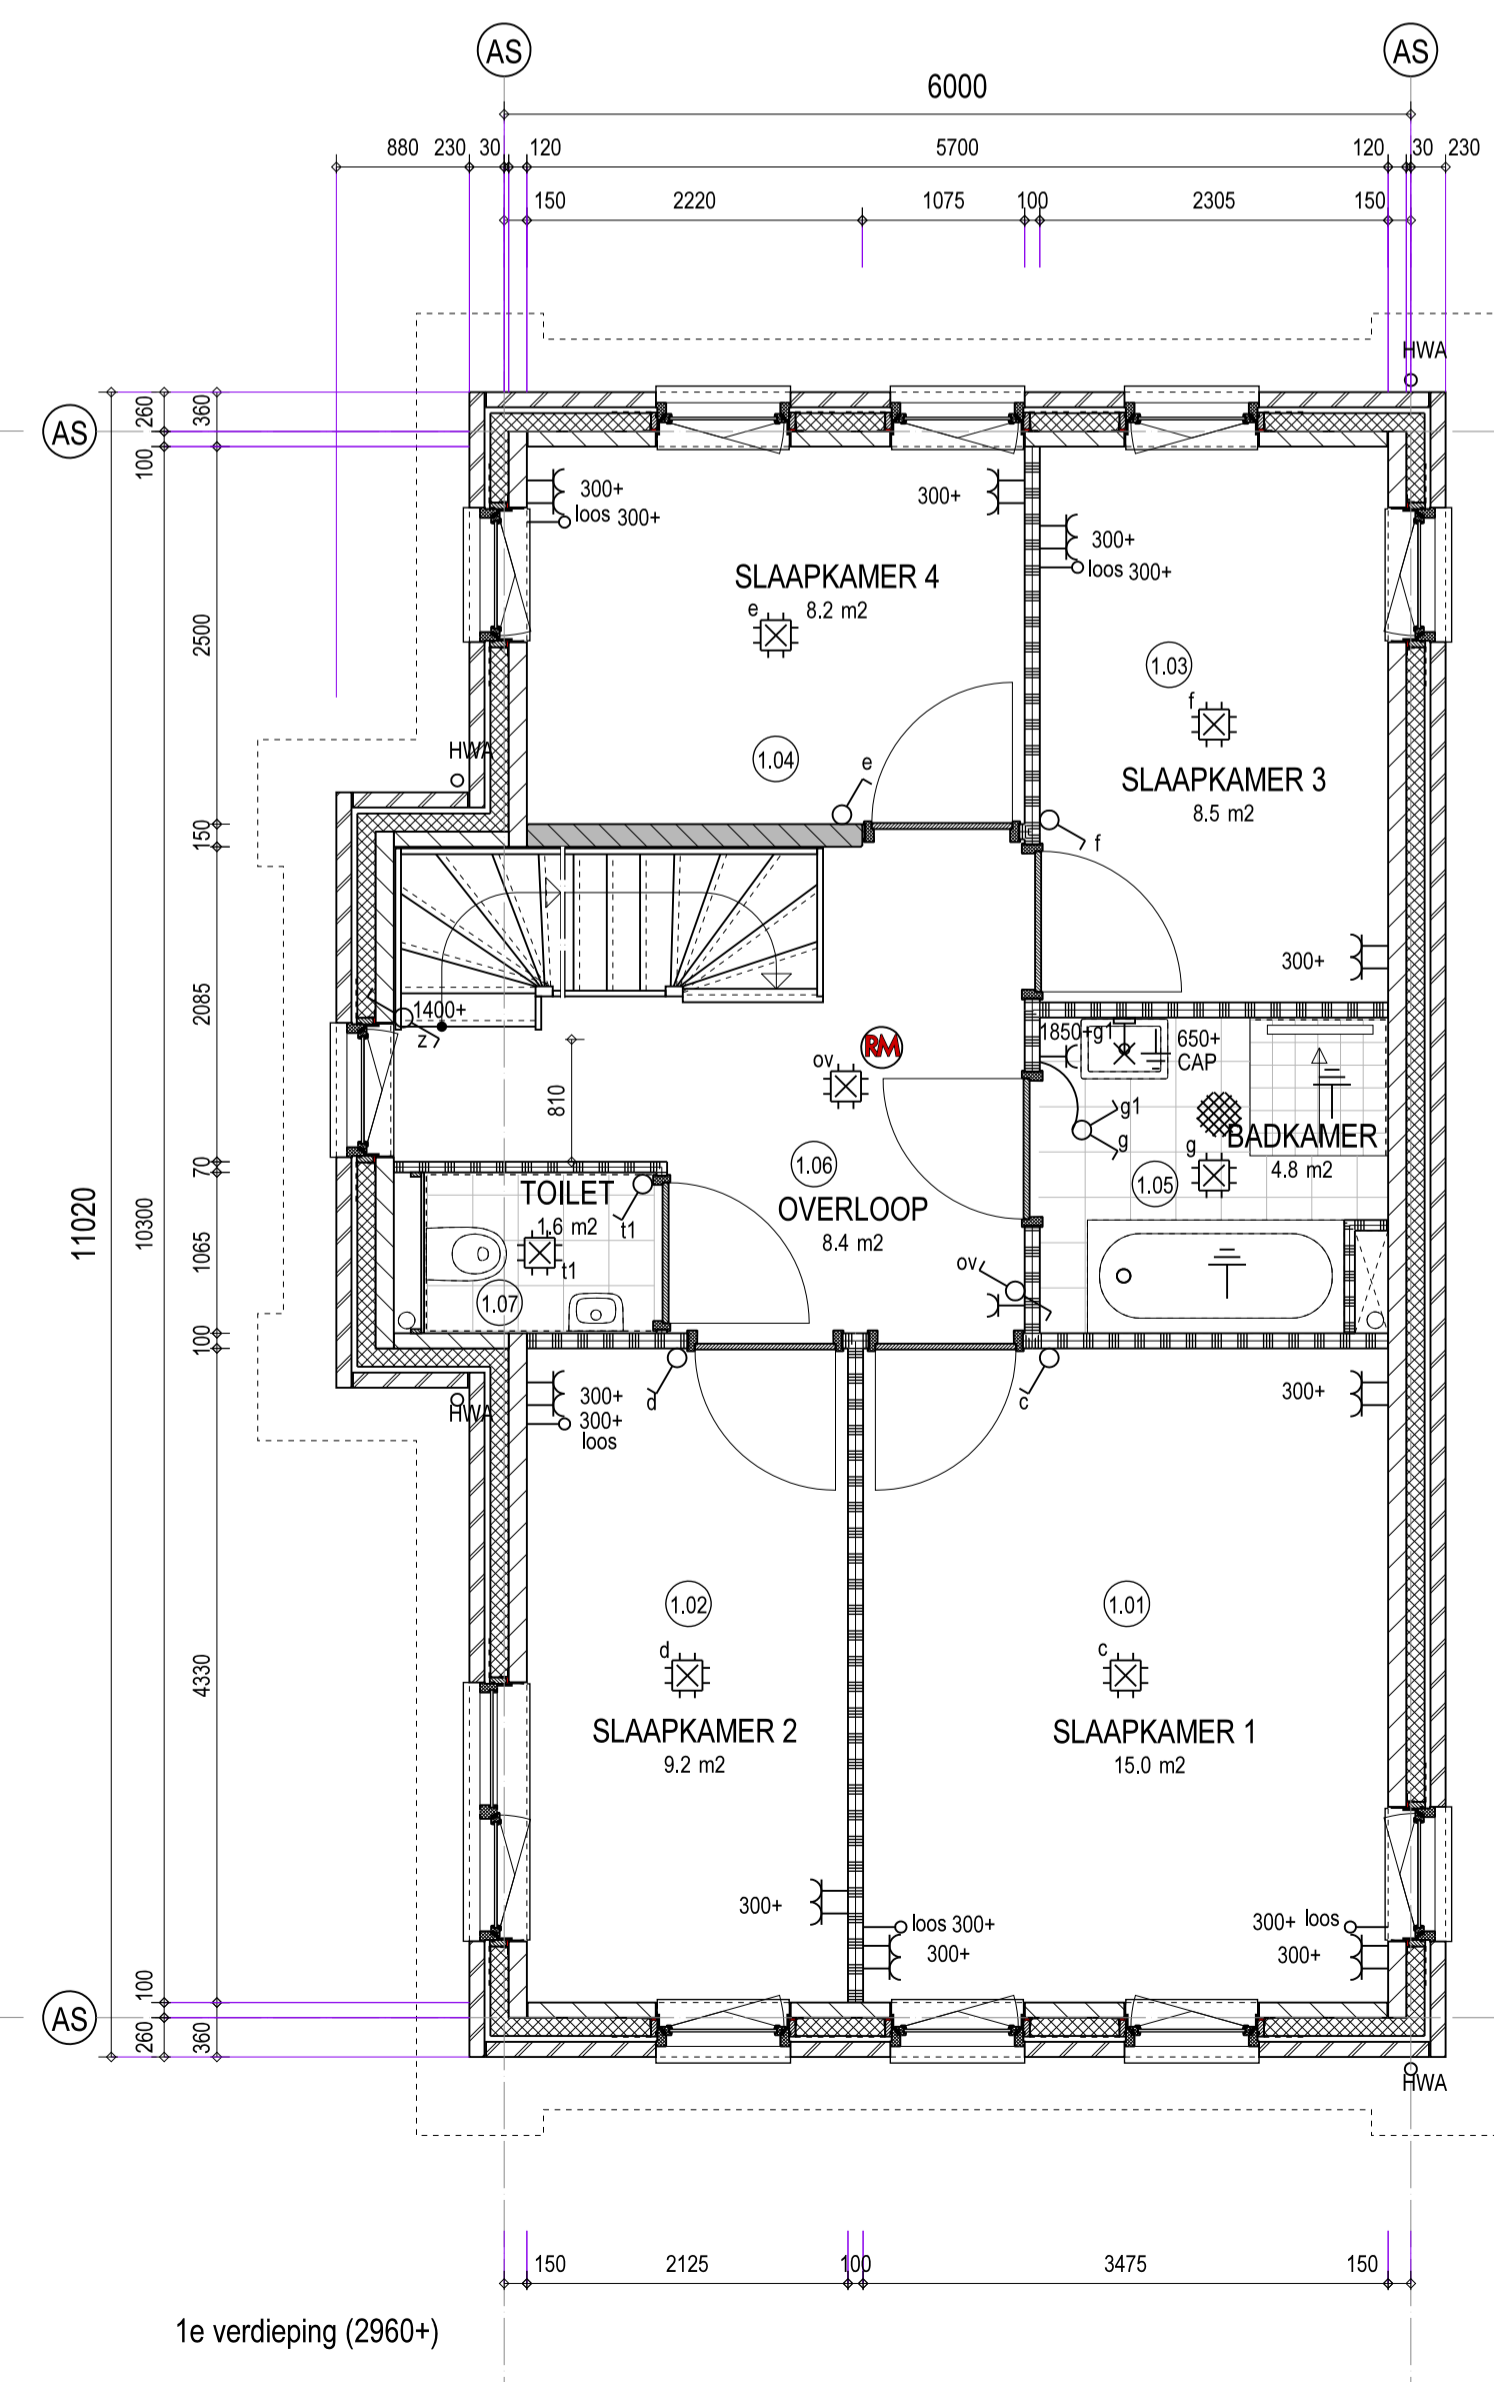 AS
AS
6000
880 230 30 120 5700 120 30 230
150 2220 1075 100 2305 150
HWA
AS
260
360
100
300+
loos 300+
300+
300+
loos 300+
SLAAPKAMER 4
8.2 m2
e
2500
1.03
f
SLAAPKAMER 3
8.5 m2
HWA
1.04
e
f
150
300+
2085
1400+
z
1850+g1
650+
CAP
RM
ov
810
g1
g
BADKAMER
4.8 m2
g
1.05
70
1.06
OVERLOOP
8.4 m2
TOILET
1.6 m2
t1
t1
1.07
11020
10300
1065
ov
100
HWA
300+
300+
loos
d
c
300+
1.02
1.01
d
c
4330
SLAAPKAMER 2
9.2 m2
SLAAPKAMER 1
15.0 m2
300+
loos 300+
300+
300+ loos
300+
100
AS
260
360
HWA
150 2125 100 3475 150
1e verdieping (2960+)